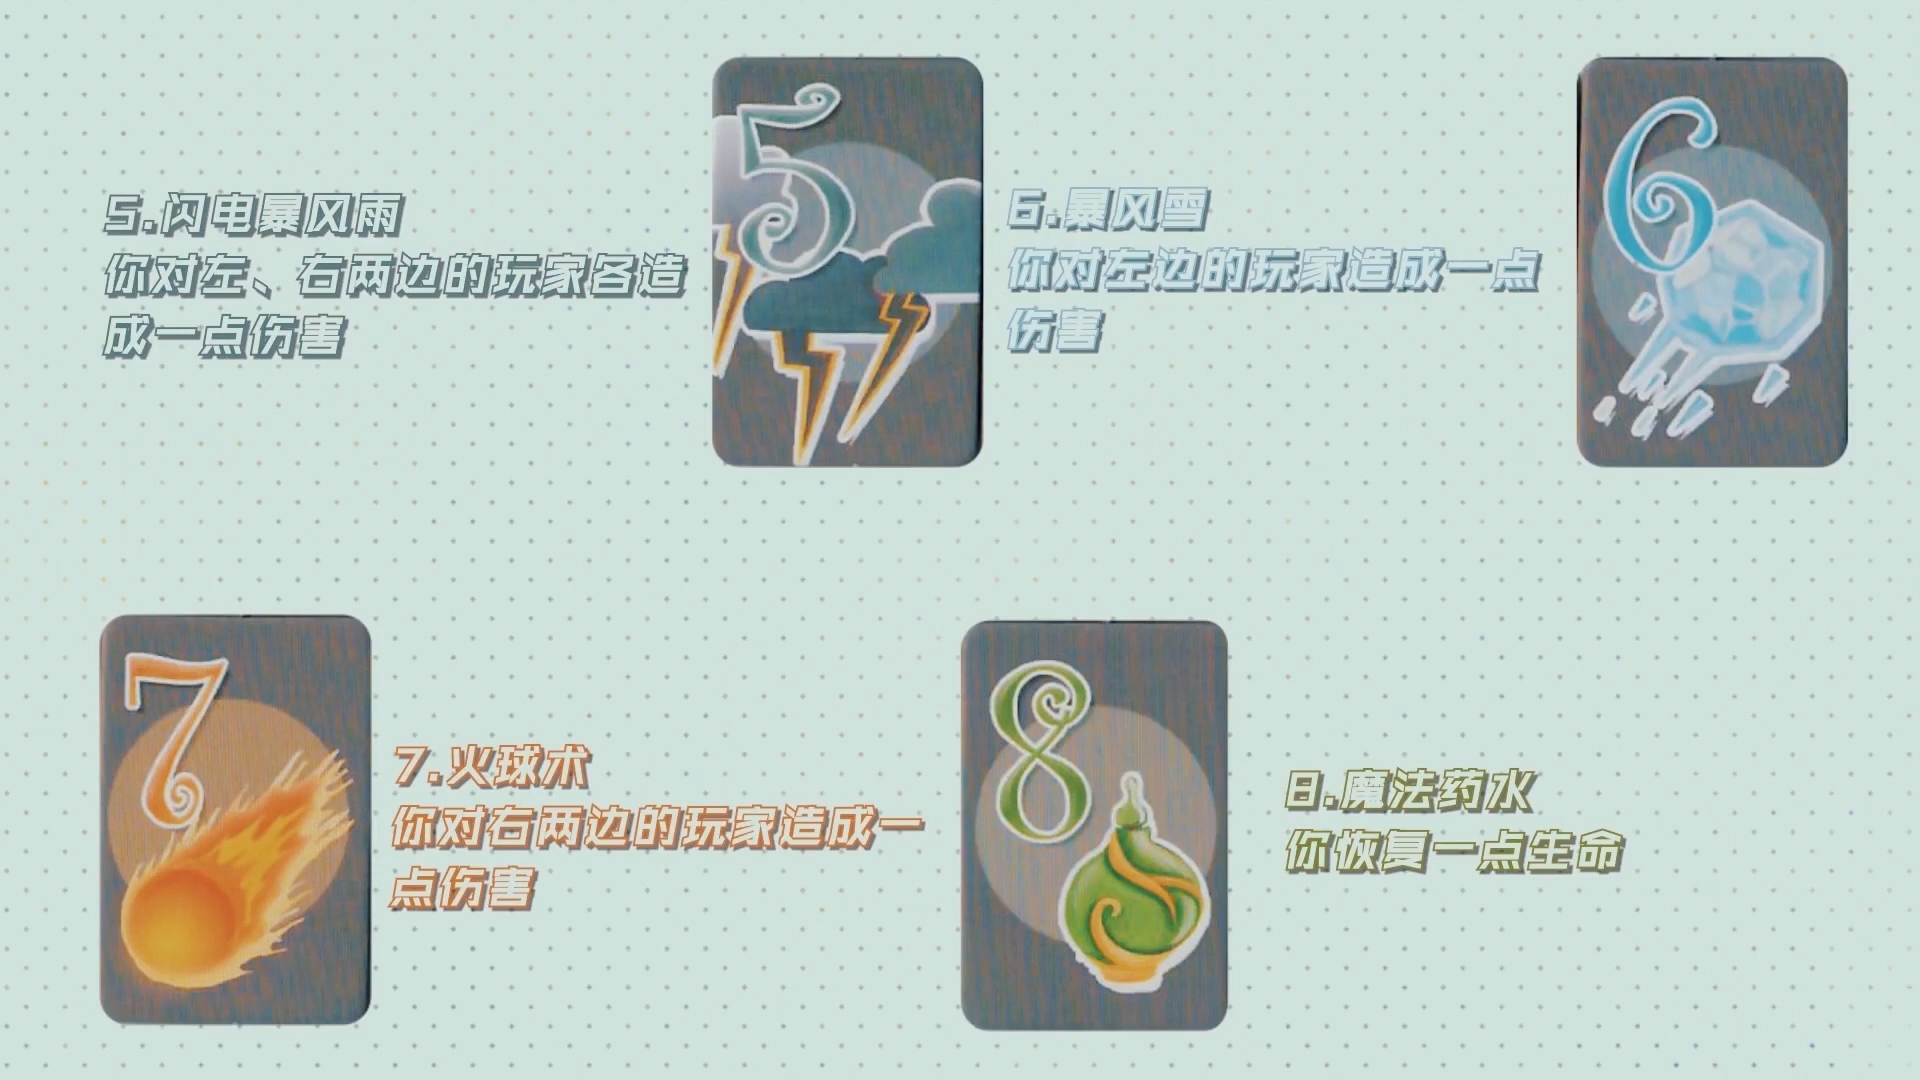 5.闪电暴风雨
你对左、右两边的玩家各造
成一点伤害
5
6.暴风雪
你对左边的玩家造成一点
伤害
6
7
7.火球术
你对右两边的玩家造成一
点伤害
8
8.魔法药水
你恢复一点生命